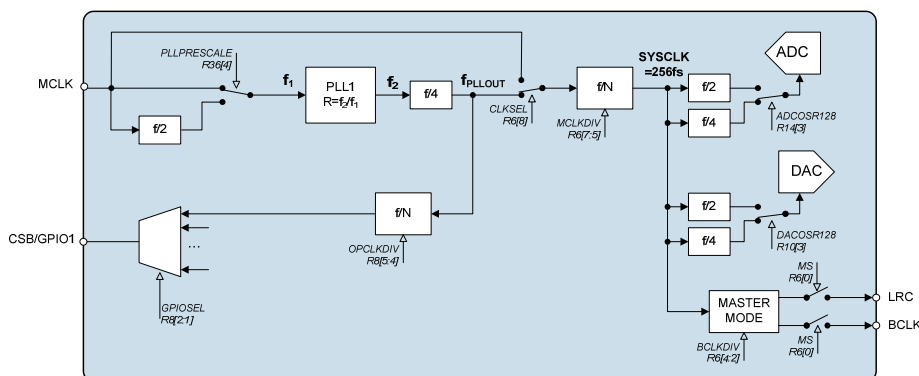 PLLPRESCALE
R36[4]
MCLK
f/2
f1
PLL1
R=f2/f1
f2
f/4
fPLLOUT
CLKSEL
R6[8]
f/N
MCLKDIV
R6[7:5]
SYSCLK
=256fs
f/2
f/4
ADC
ADCOSR128
R14[3]
DAC
f/2
f/4
DACOSR128
R10[3]
CSB/GPIO1
...
GPIOSEL
R8[2:1]
f/N
OPCLKDIV
R8[5:4]
MASTER
MODE
BCLKDIV
R6[4:2]
MS
R6[0]
LRC
BCLK
MS
R6[0]